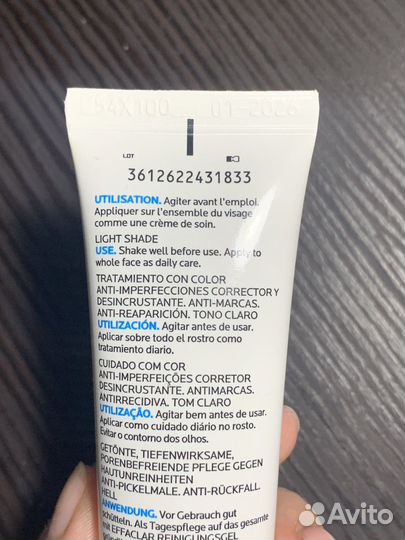 54X100 01-2026
LOT
3612622431833
UTILISATION. Agiter avant l'emploi.
Appliquer sur l'ensemble du visage
comme une crème de soin.
LIGHT SHADE
USE. Shake well before use. Apply to
whole face as daily care.
TRATAMIENTO CON COLOR
ANTI-IMPERFECCIONES CORRECTOR Y
DESINCRUSTANTE. ANTI-MARCAS.
ANTI-REAPARICIÓN. TONO CLARO
UTILIZACIÓN. Agitar antes de usar.
Aplicar sobre todo el rostro como
tratamiento diario.
CUIDADO COM COR
ANTI-IMPERFEIÇÕES CORRETOR
DESINCRUSTANTE. ANTIMARCAS.
ANTIRRECIDIVA. TOM CLARO
UTILIZAÇÃO. Agitar bem antes de usar.
Aplicar como cuidado diário no rosto.
Evitar o contorno dos olhos.
GETÖNTE, TIEFENWIRKSAME,
PORENBEFREIENDE PFLEGE GEGEN
HAUTUNREINHEITEN
ANTI-PICKELMALE. ANTI-RÜCKFALL.
HELL
ANWENDUNG. Vor Gebrauch gut
schütteln. Als Tagespflege auf das gesamte
mit EFFACLAR REINIGUNGSGEL
Avito